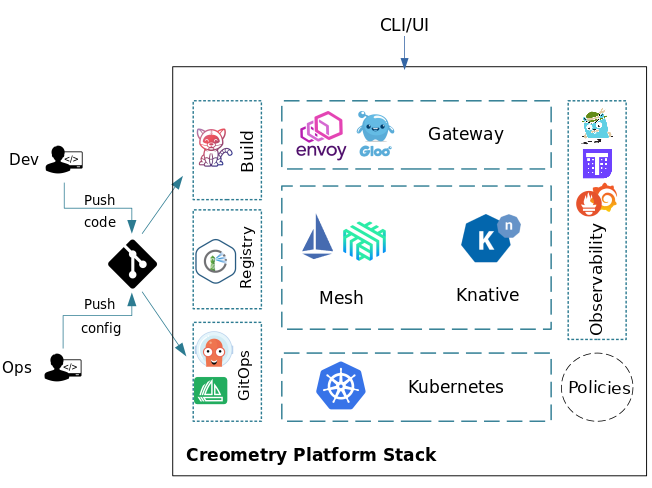 CLI/UI
Dev
</>
Push
code
Push
config
Ops
</>
Build
Registry
GitOps
envoy
Gloo
Gateway
Mesh
n
K
Knative
Kubernetes
T
Observability
Policies
Creometry Platform Stack